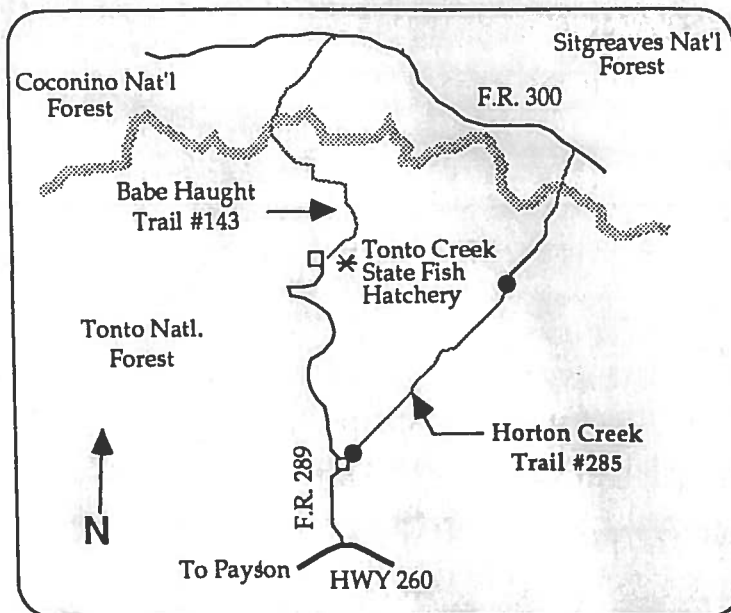 Coconino Nat'l
Forest
Sitgreaves Nat'l
Forest
F.R. 300
Babe Haught
Trail #143
Tonto Creek
State Fish
Hatchery
Tonto Natl.
Forest
Horton Creek
Trail #285
F.R. 289
N
To Payson
HWY 260